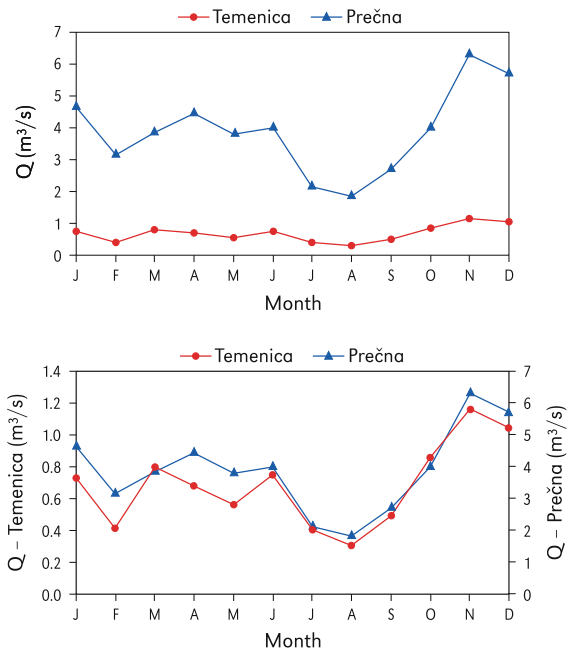 Temenica Prečna
Q (m³/s)
7
6
5
4
3
2
1
0
J F M A M J J A S O N D
Month
Temenica Prečna
Q – Temenica (m³/s)
1.4
1.2
1.0
0.8
0.6
0.4
0.2
0.0
7
6
5
4
3
2
1
0
Q – Prečna (m³/s)
J F M A M J J A S O N D
Month